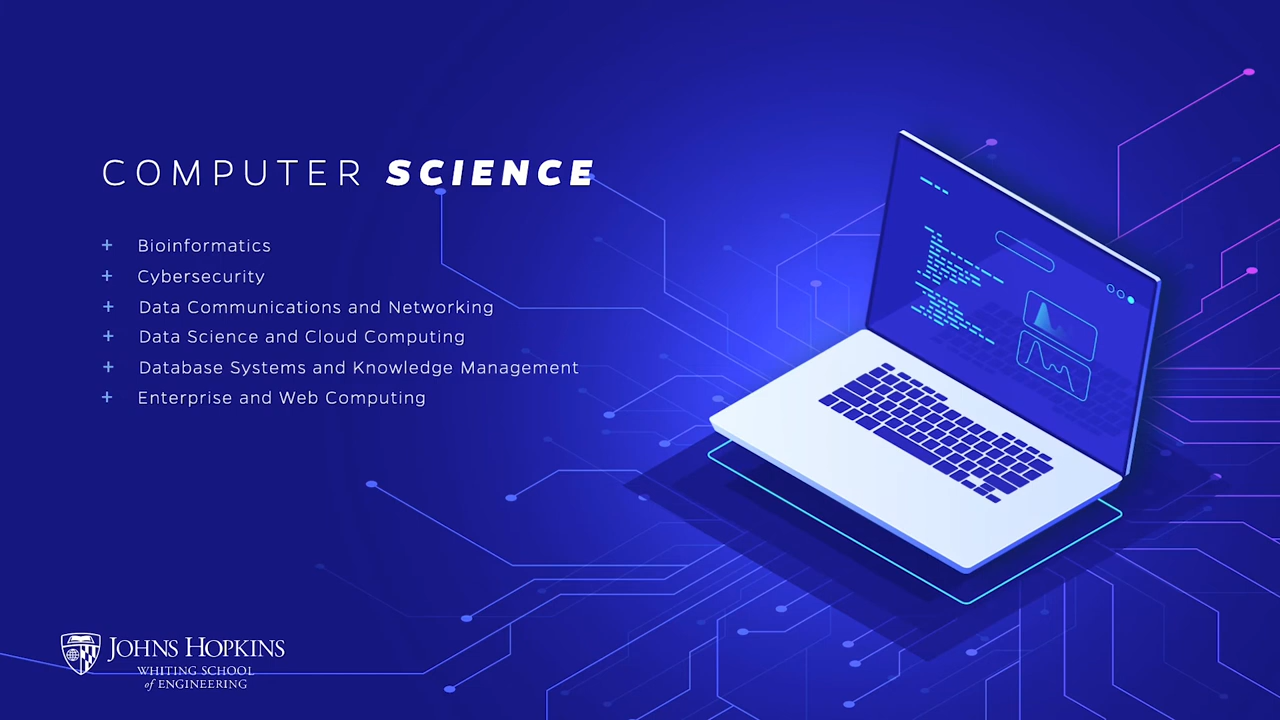 COMPUTER SCIENCE
+ Bioinformatics
+ Cybersecurity
+ Data Communications and Networking
+ Data Science and Cloud Computing
+ Database Systems and Knowledge Management
+ Enterprise and Web Computing
JOHNS HOPKINS
WHITING SCHOOL
of ENGINEERING